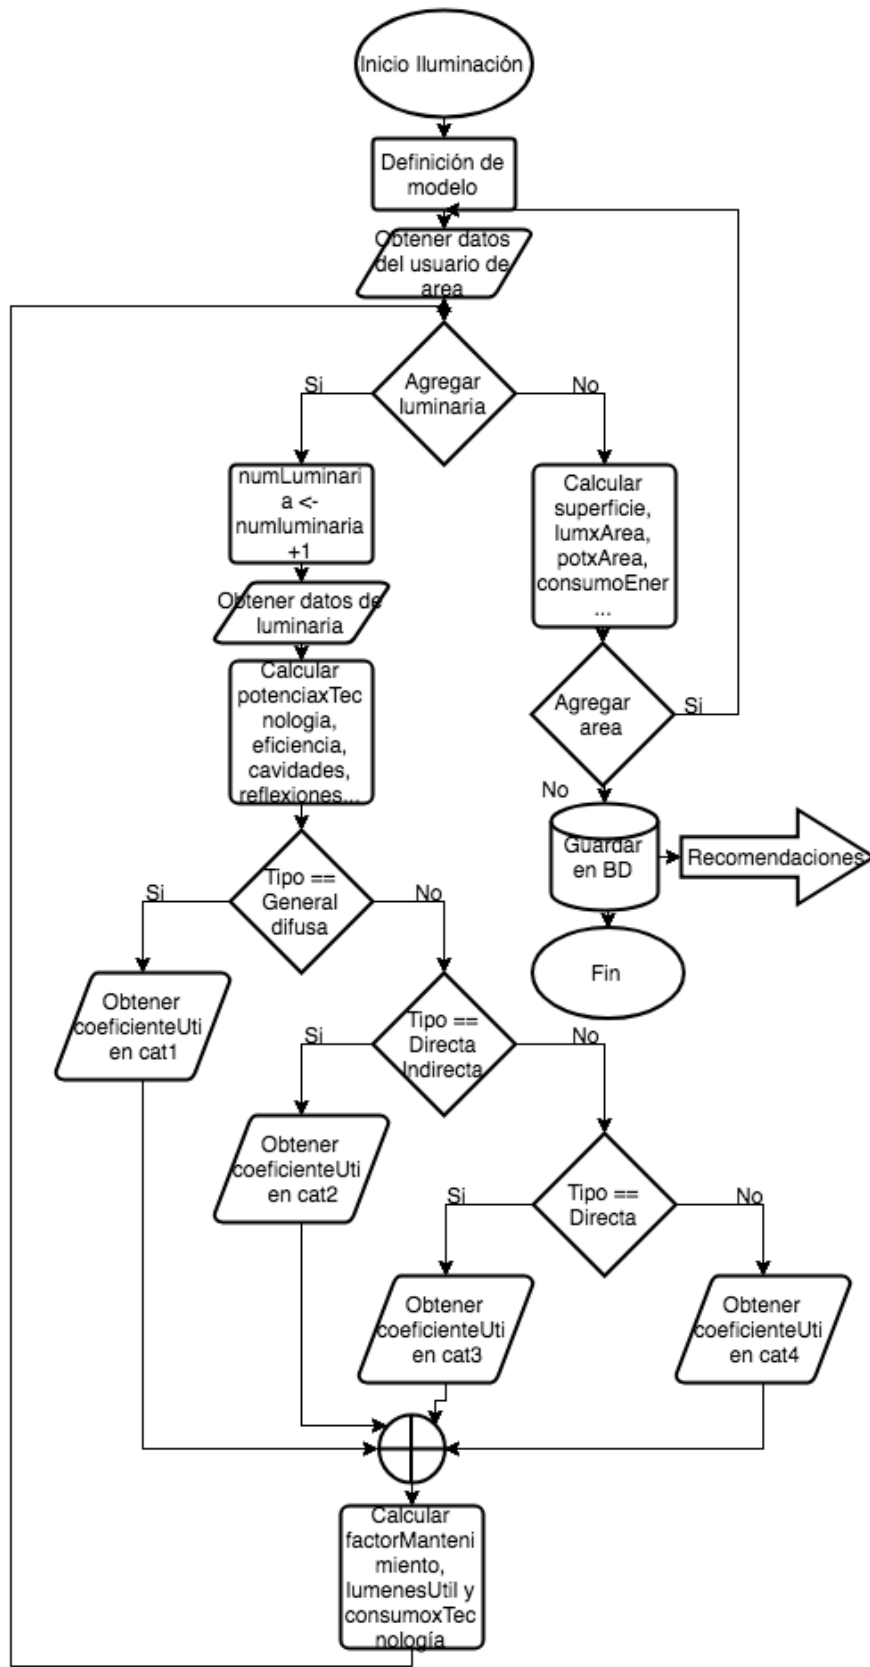 Inicio Iluminación
Definición de
modelo
Obtener datos
del usuario de
area
Agregar
luminaria
Si
No
numLuminari
a <-
numluminaria
+1
Calcular
superficie,
lumxArea,
potxArea,
consumoEner
...
Obtener datos de
luminaria
Calcular
potenciaxTec
nologia,
eficiencia,
cavidades,
reflexiones...
Agregar
area
Si
No
Guardar
en BD
Recomendaciones
Fin
Tipo ==
General
difusa
Si
No
Obtener
coeficienteUti
en cat1
Tipo ==
Directa
Indirecta
Si
No
Obtener
coeficienteUti
en cat2
Tipo ==
Directa
Si
No
Obtener
coeficienteUti
en cat3
Obtener
coeficienteUti
en cat4
Calcular
factorManteni
miento,
lumenesUtil y
consumoxTec
nología